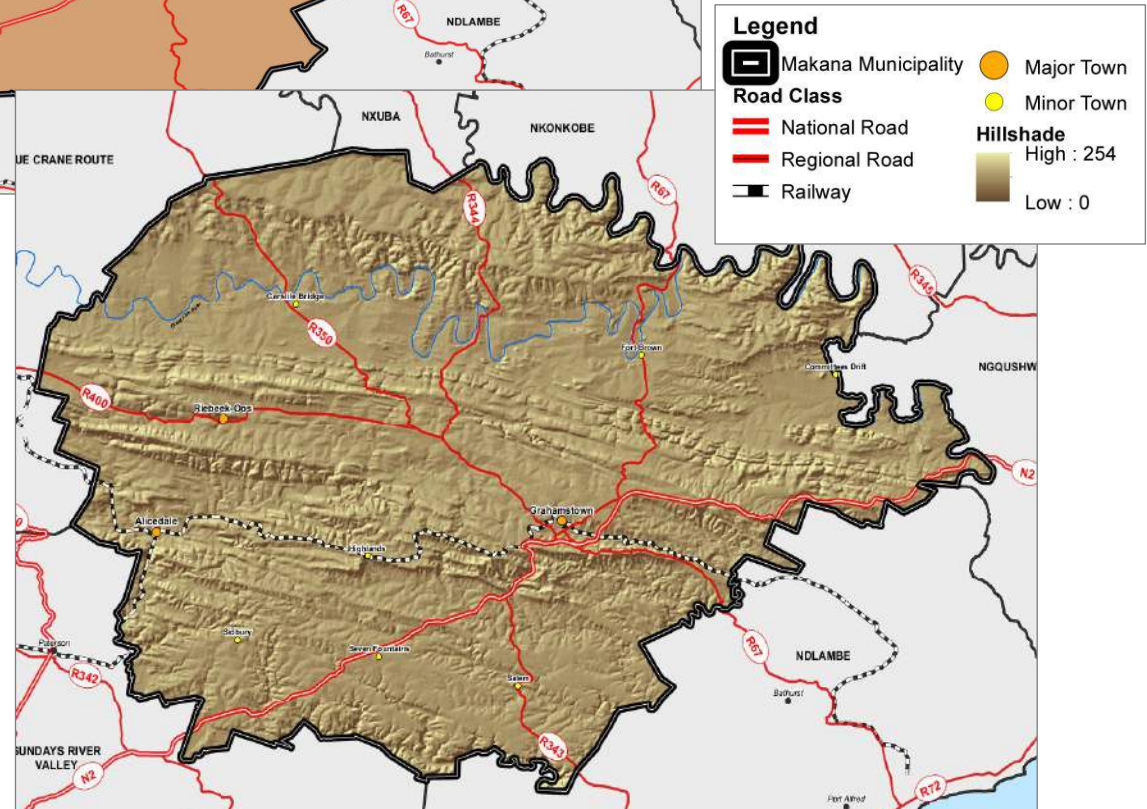 R67
NDLAMBE
Bathurst
Legend
Makana Municipality
Major Town
Road Class
Minor Town
National Road
Hillshade
High : 254
Regional Road
Railway
Low : 0
NXUBA
NKONKOBE
UE CRANE ROUTE
R67
R344
R345
Carslile Bridge
R350
Fort Brown
Committees Drift
NGQUSHW
R400
Riebeek-Oos
N2
Alicedale
Grahamstown
Highlands
Sidbury
Seven Fountains
Paterson
R342
Salem
R67
NDLAMBE
Bathurst
SUNDAYS RIVER
VALLEY
R343
N2
R72
Port Alfred